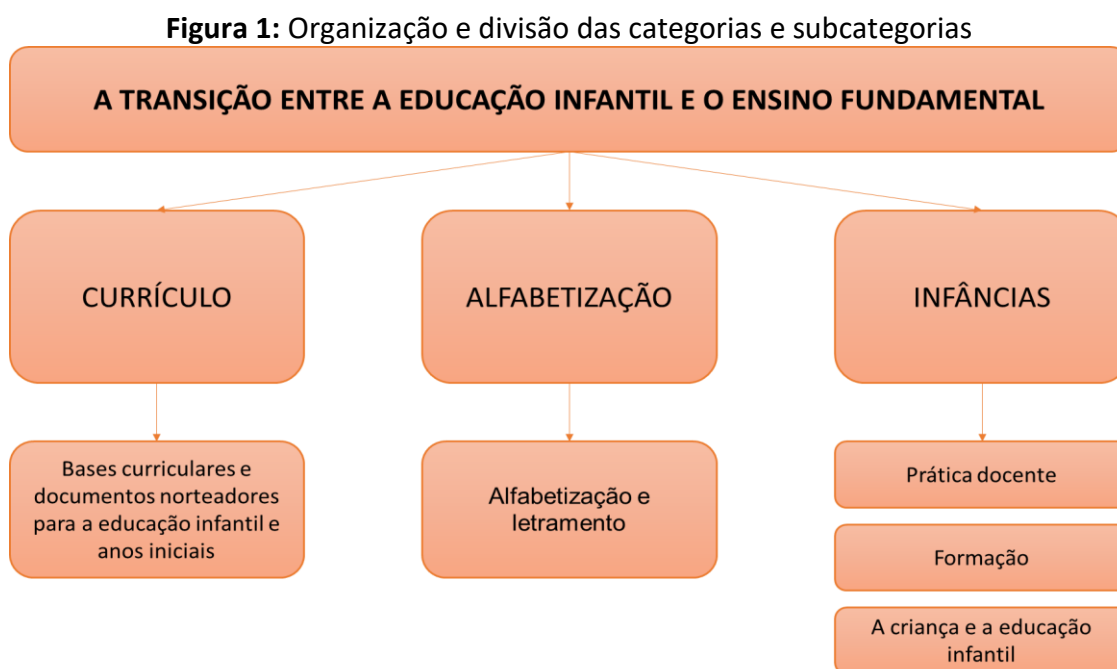 Figura 1: Organização e divisão das categorias e subcategorias
A TRANSIÇÃO ENTRE A EDUCAÇÃO INFANTIL E O ENSINO FUNDAMENTAL
CURRÍCULO
ALFABETIZAÇÃO
INFÂNCIAS
Bases curriculares e
documentos norteadores
para a educação infantil e
anos iniciais
Alfabetização e
letramento
Prática docente
Formação
A criança e a educação
infantil